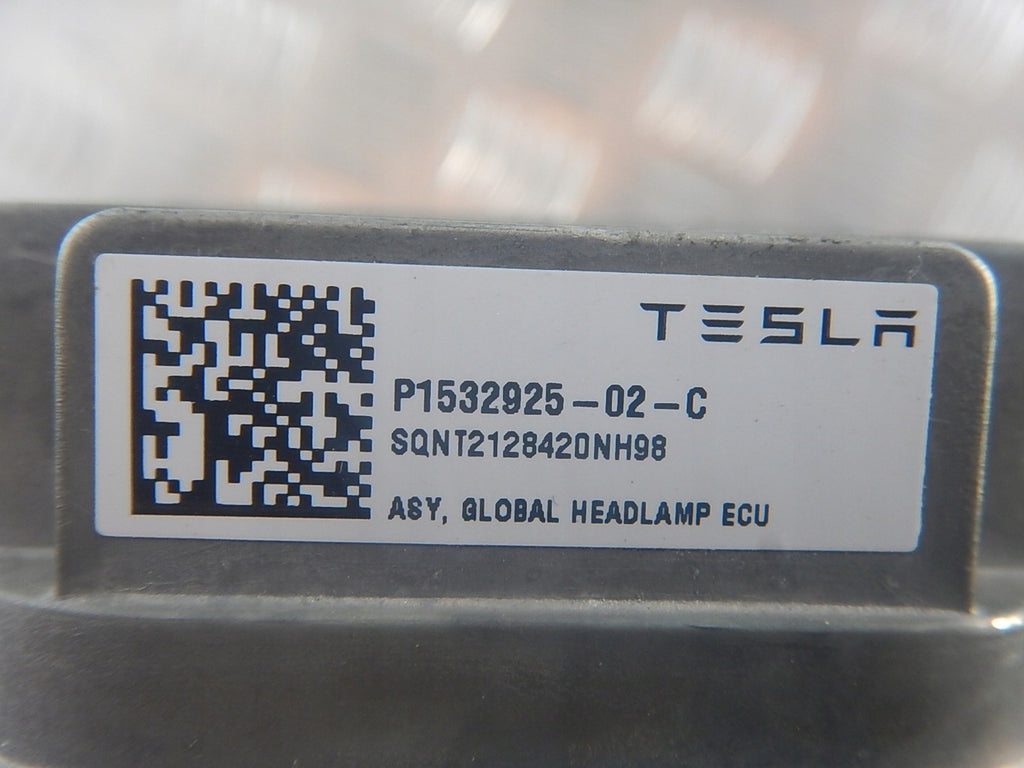 TESLA
P1532925-02-C
SQNT2128420NH98
ASY, GLOBAL HEADLAMP ECU